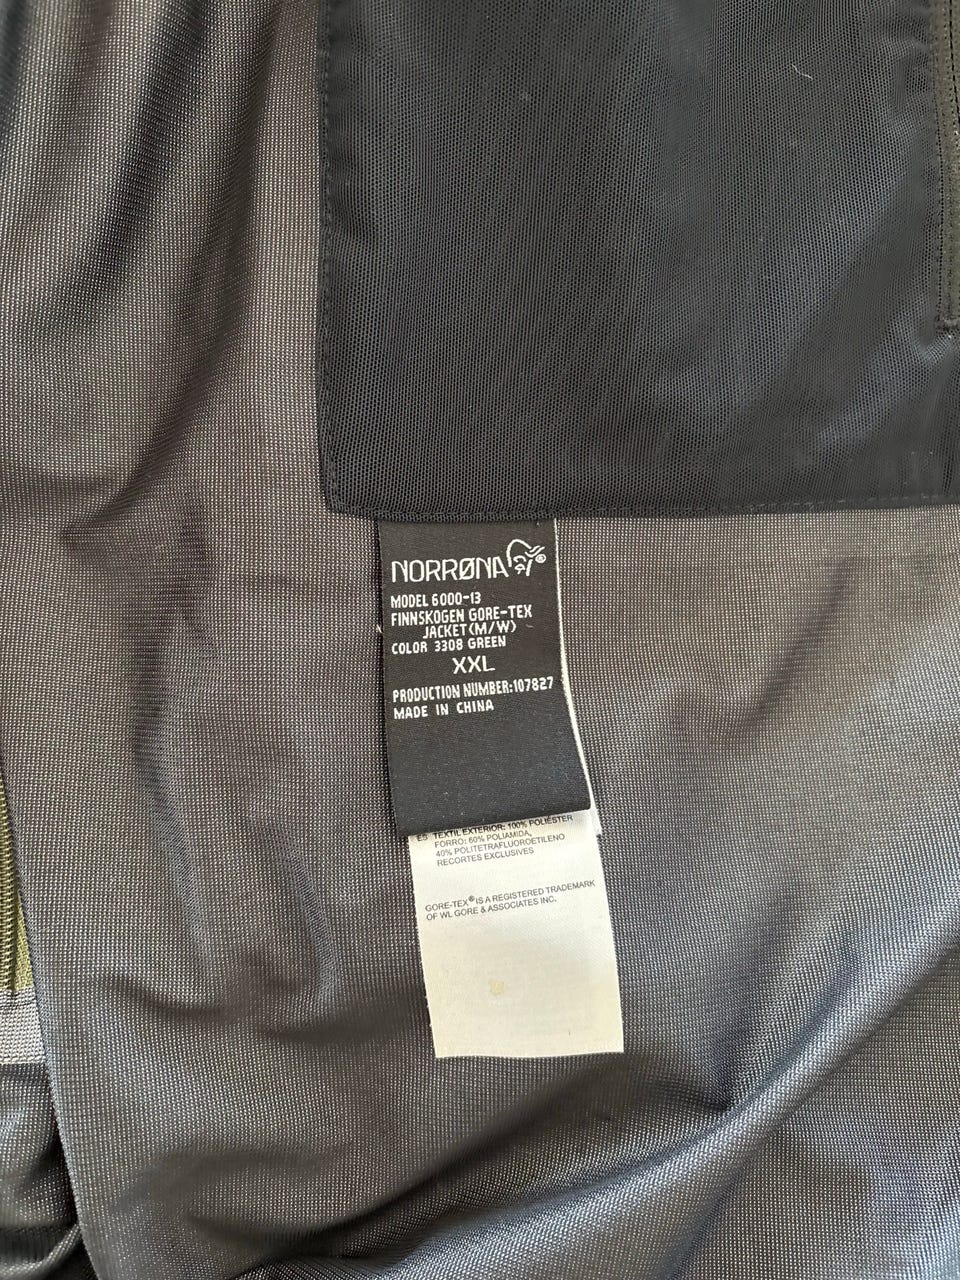 NORRØNA®
MODEL 6000-13
FINNSKOGEN GORE-TEX
JACKET(M/W)
COLOR 3308 GREEN
XXL
PRODUCTION NUMBER:107827
MADE IN CHINA
ES TEXTIL EXTERIOR: 100% POLIÉSTER
FORRO: 60% POLIAMIDA,
40% POLITETRAFLUOROETILENO
RECORTES EXCLUSIVES
GORE-TEX® IS A REGISTERED TRADEMARK
OF WL GORE & ASSOCIATES INC.